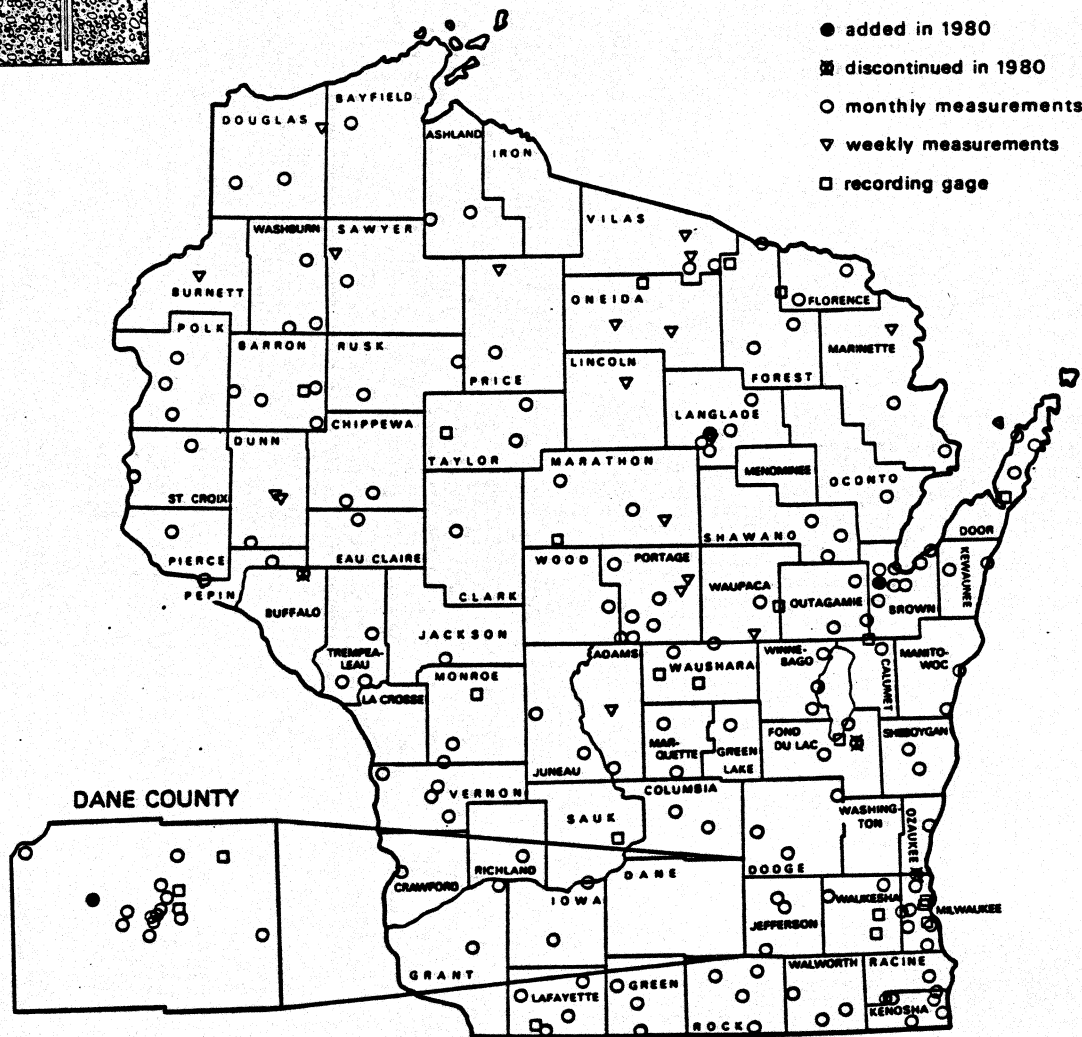 added in 1980
discontinued in 1980
monthly measurements
weekly measurements
recording gage
BAYFIELD
DOUGLAS
ASHLAND
IRON
VILAS
WASHBURN
SAWYER
BURNETT
ONEIDA
FLORENCE
POLK
BARRON
RUSK
PRICE
LINCOLN
FOREST
MARINETTE
CHIPPEWA
LANGLADE
DUNN
TAYLOR
MARATHON
MENOMINEE
OCONTO
ST. CROIX
SHAWANO
DOOR
PIERCE
EAU CLAIRE
WOOD
PORTAGE
WAUPACA
OUTAGAMIE
BROWN
KEWAUNEE
PEPIN
BUFFALO
CLARK
JACKSON
TREMPEA-
LEAU
ADAMS
WAUSHARA
WINNE-
BAGO
CALUMET
MANITO-
WOC
MONROE
LA CROSSE
MAR-
QUETTE
GREEN
LAKE
FOND
DU LAC
SHEBOYGAN
JUNEAU
VERNON
COLUMBIA
WASHING-
TON
OZAUKEE
DANE COUNTY
SAUK
RICHLAND
CRAWFORD
DANE
DODGE
IOWA
JEFFERSON
WAUKESHA
MILWAUKEE
GRANT
LAFAYETTE
GREEN
ROCK
WALWORTH
RACINE
KENOSHA